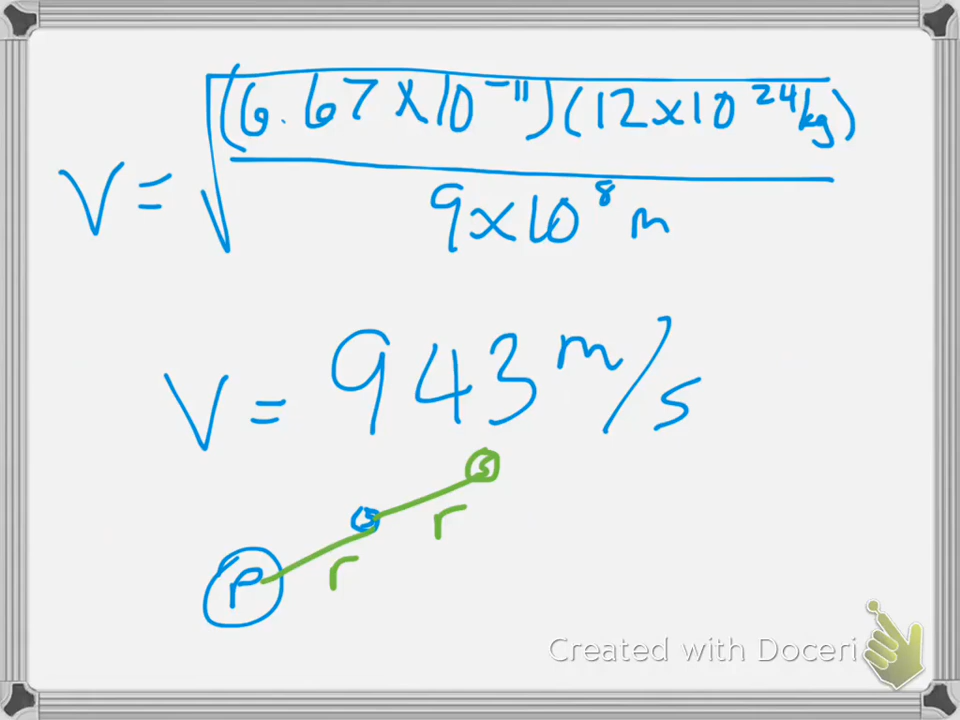 V = √(6.67 x 10⁻¹¹)(12 x 10²⁴ kg)
9 x 10⁸ m
V = 943 m/s
S
S
r
r
P
Created with Doceri